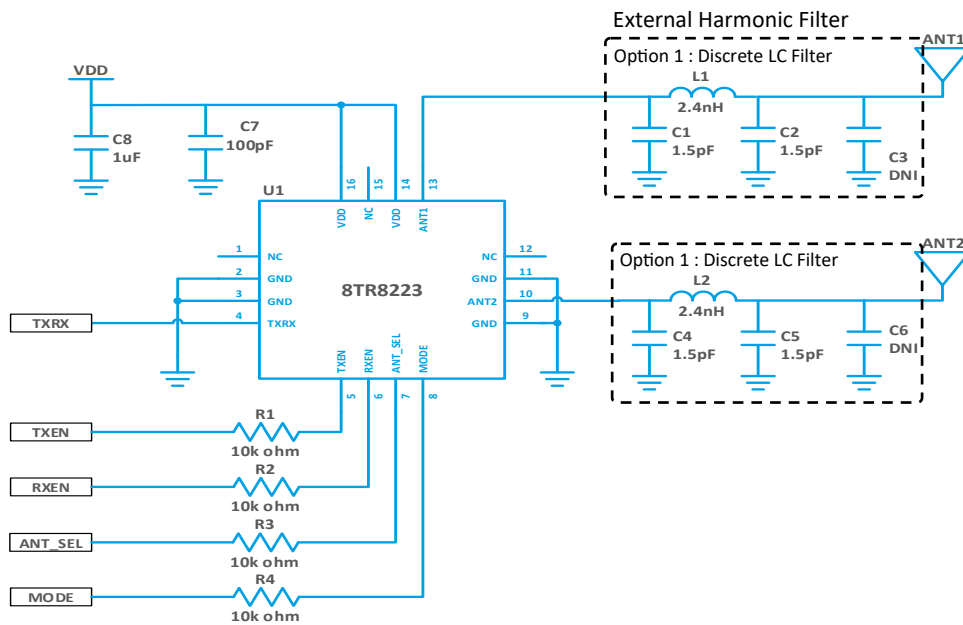 External Harmonic Filter
ANT1
Option 1 : Discrete LC Filter
L1
2.4nH
C1
1.5pF
C2
1.5pF
C3
DNI
VDD
C8
1uF
C7
100pF
U1
16
15
14
13
VDD
NC
VDD
ANT1
1
NC
2
GND
3
GND
4
TXRX
8TR8223
12
NC
11
GND
10
ANT2
9
GND
TXEN
RXEN
ANT_SEL
MODE
5
6
7
8
ANT2
Option 1 : Discrete LC Filter
L2
2.4nH
C4
1.5pF
C5
1.5pF
C6
DNI
TXRX
TXEN
R1
10k ohm
RXEN
R2
10k ohm
ANT_SEL
R3
10k ohm
MODE
R4
10k ohm